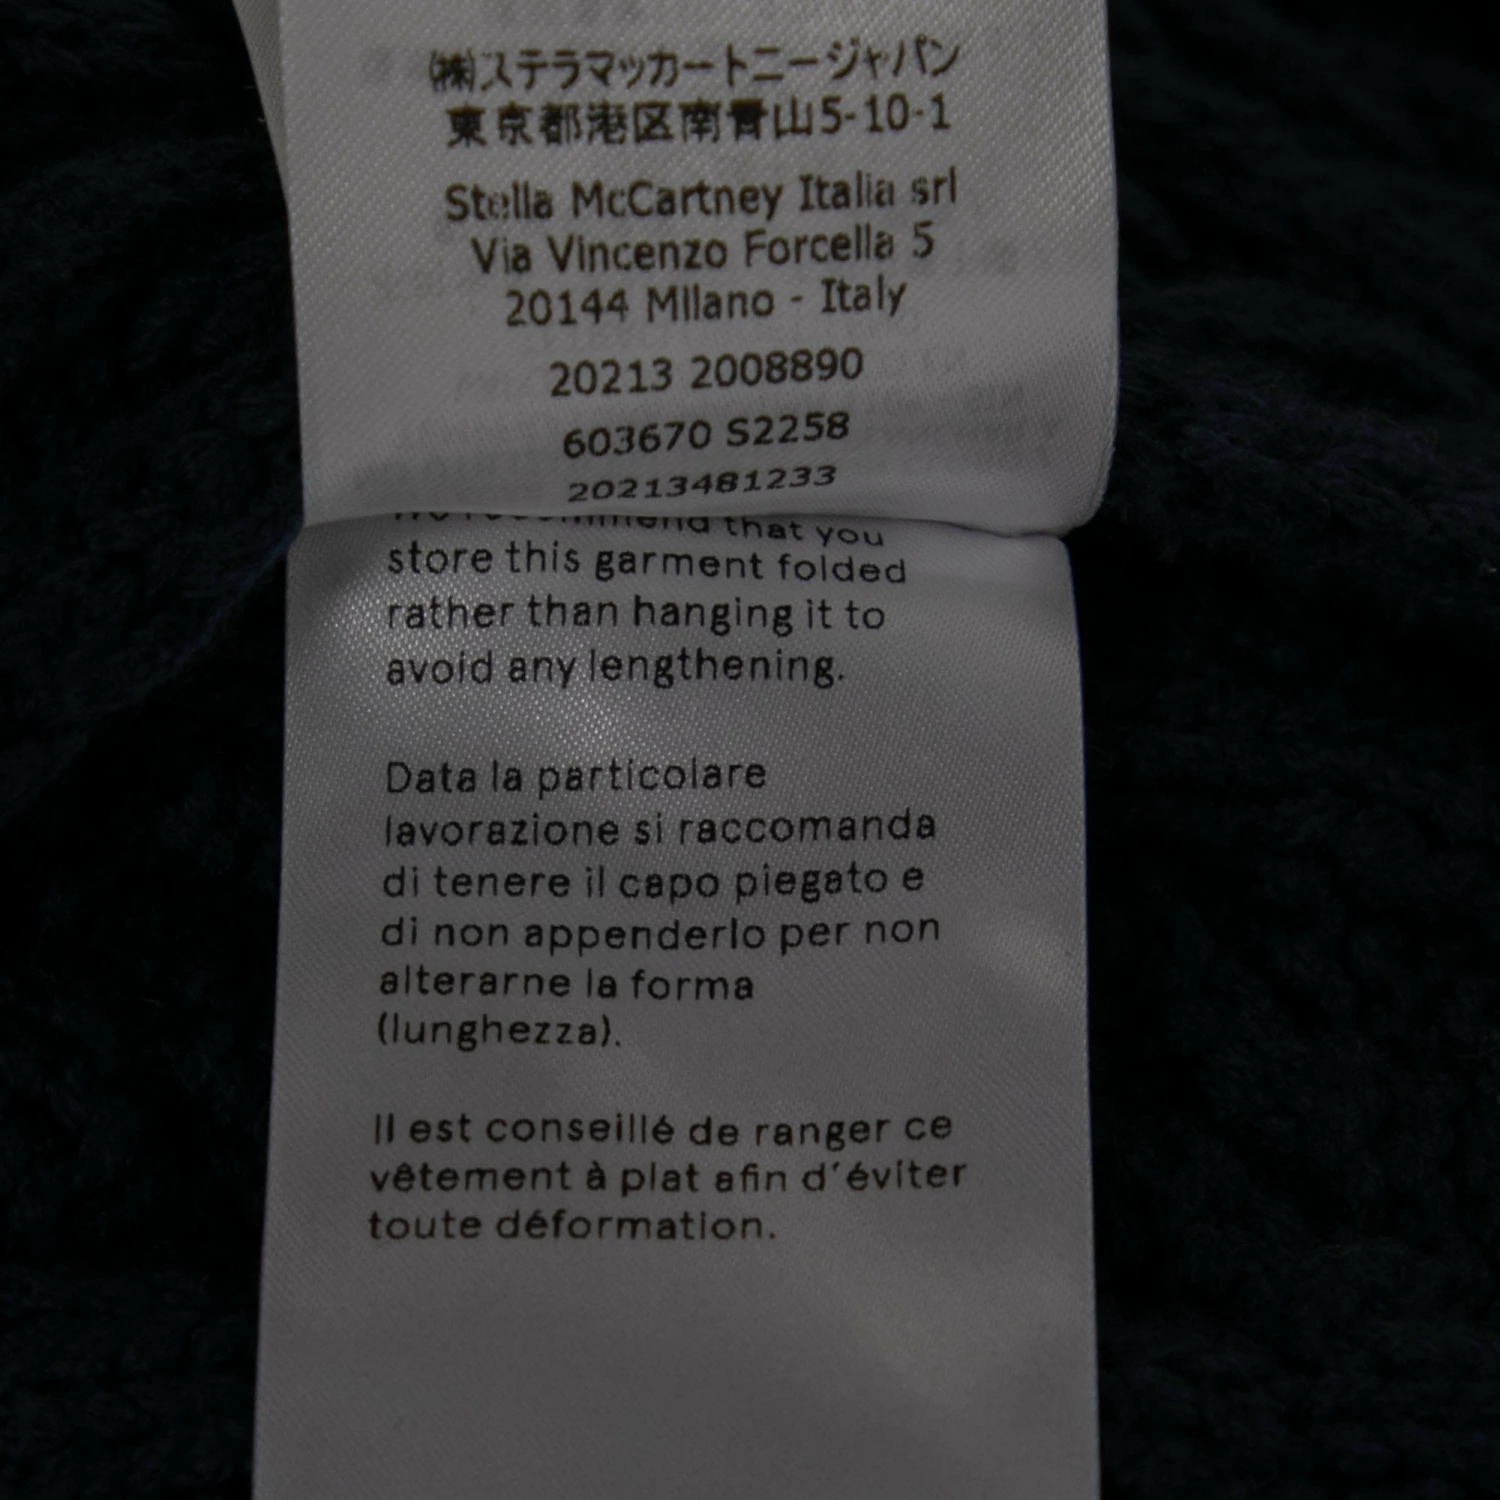 ㈱ステラマッカートニージャパン
東京都港区南青山5-10-1
Stella McCartney Italia srl
Via Vincenzo Forcella 5
20144 Milano - Italy
20213 2008890
603670 S2258
20213481233
recommend that you
store this garment folded
rather than hanging it to
avoid any lengthening.
Data la particolare
lavorazione si raccomanda
di tenere il capo piegato e
di non appenderlo per non
alterarne la forma
(lunghezza).
Il est conseillé de ranger ce
vêtement à plat afin d'éviter
toute déformation.